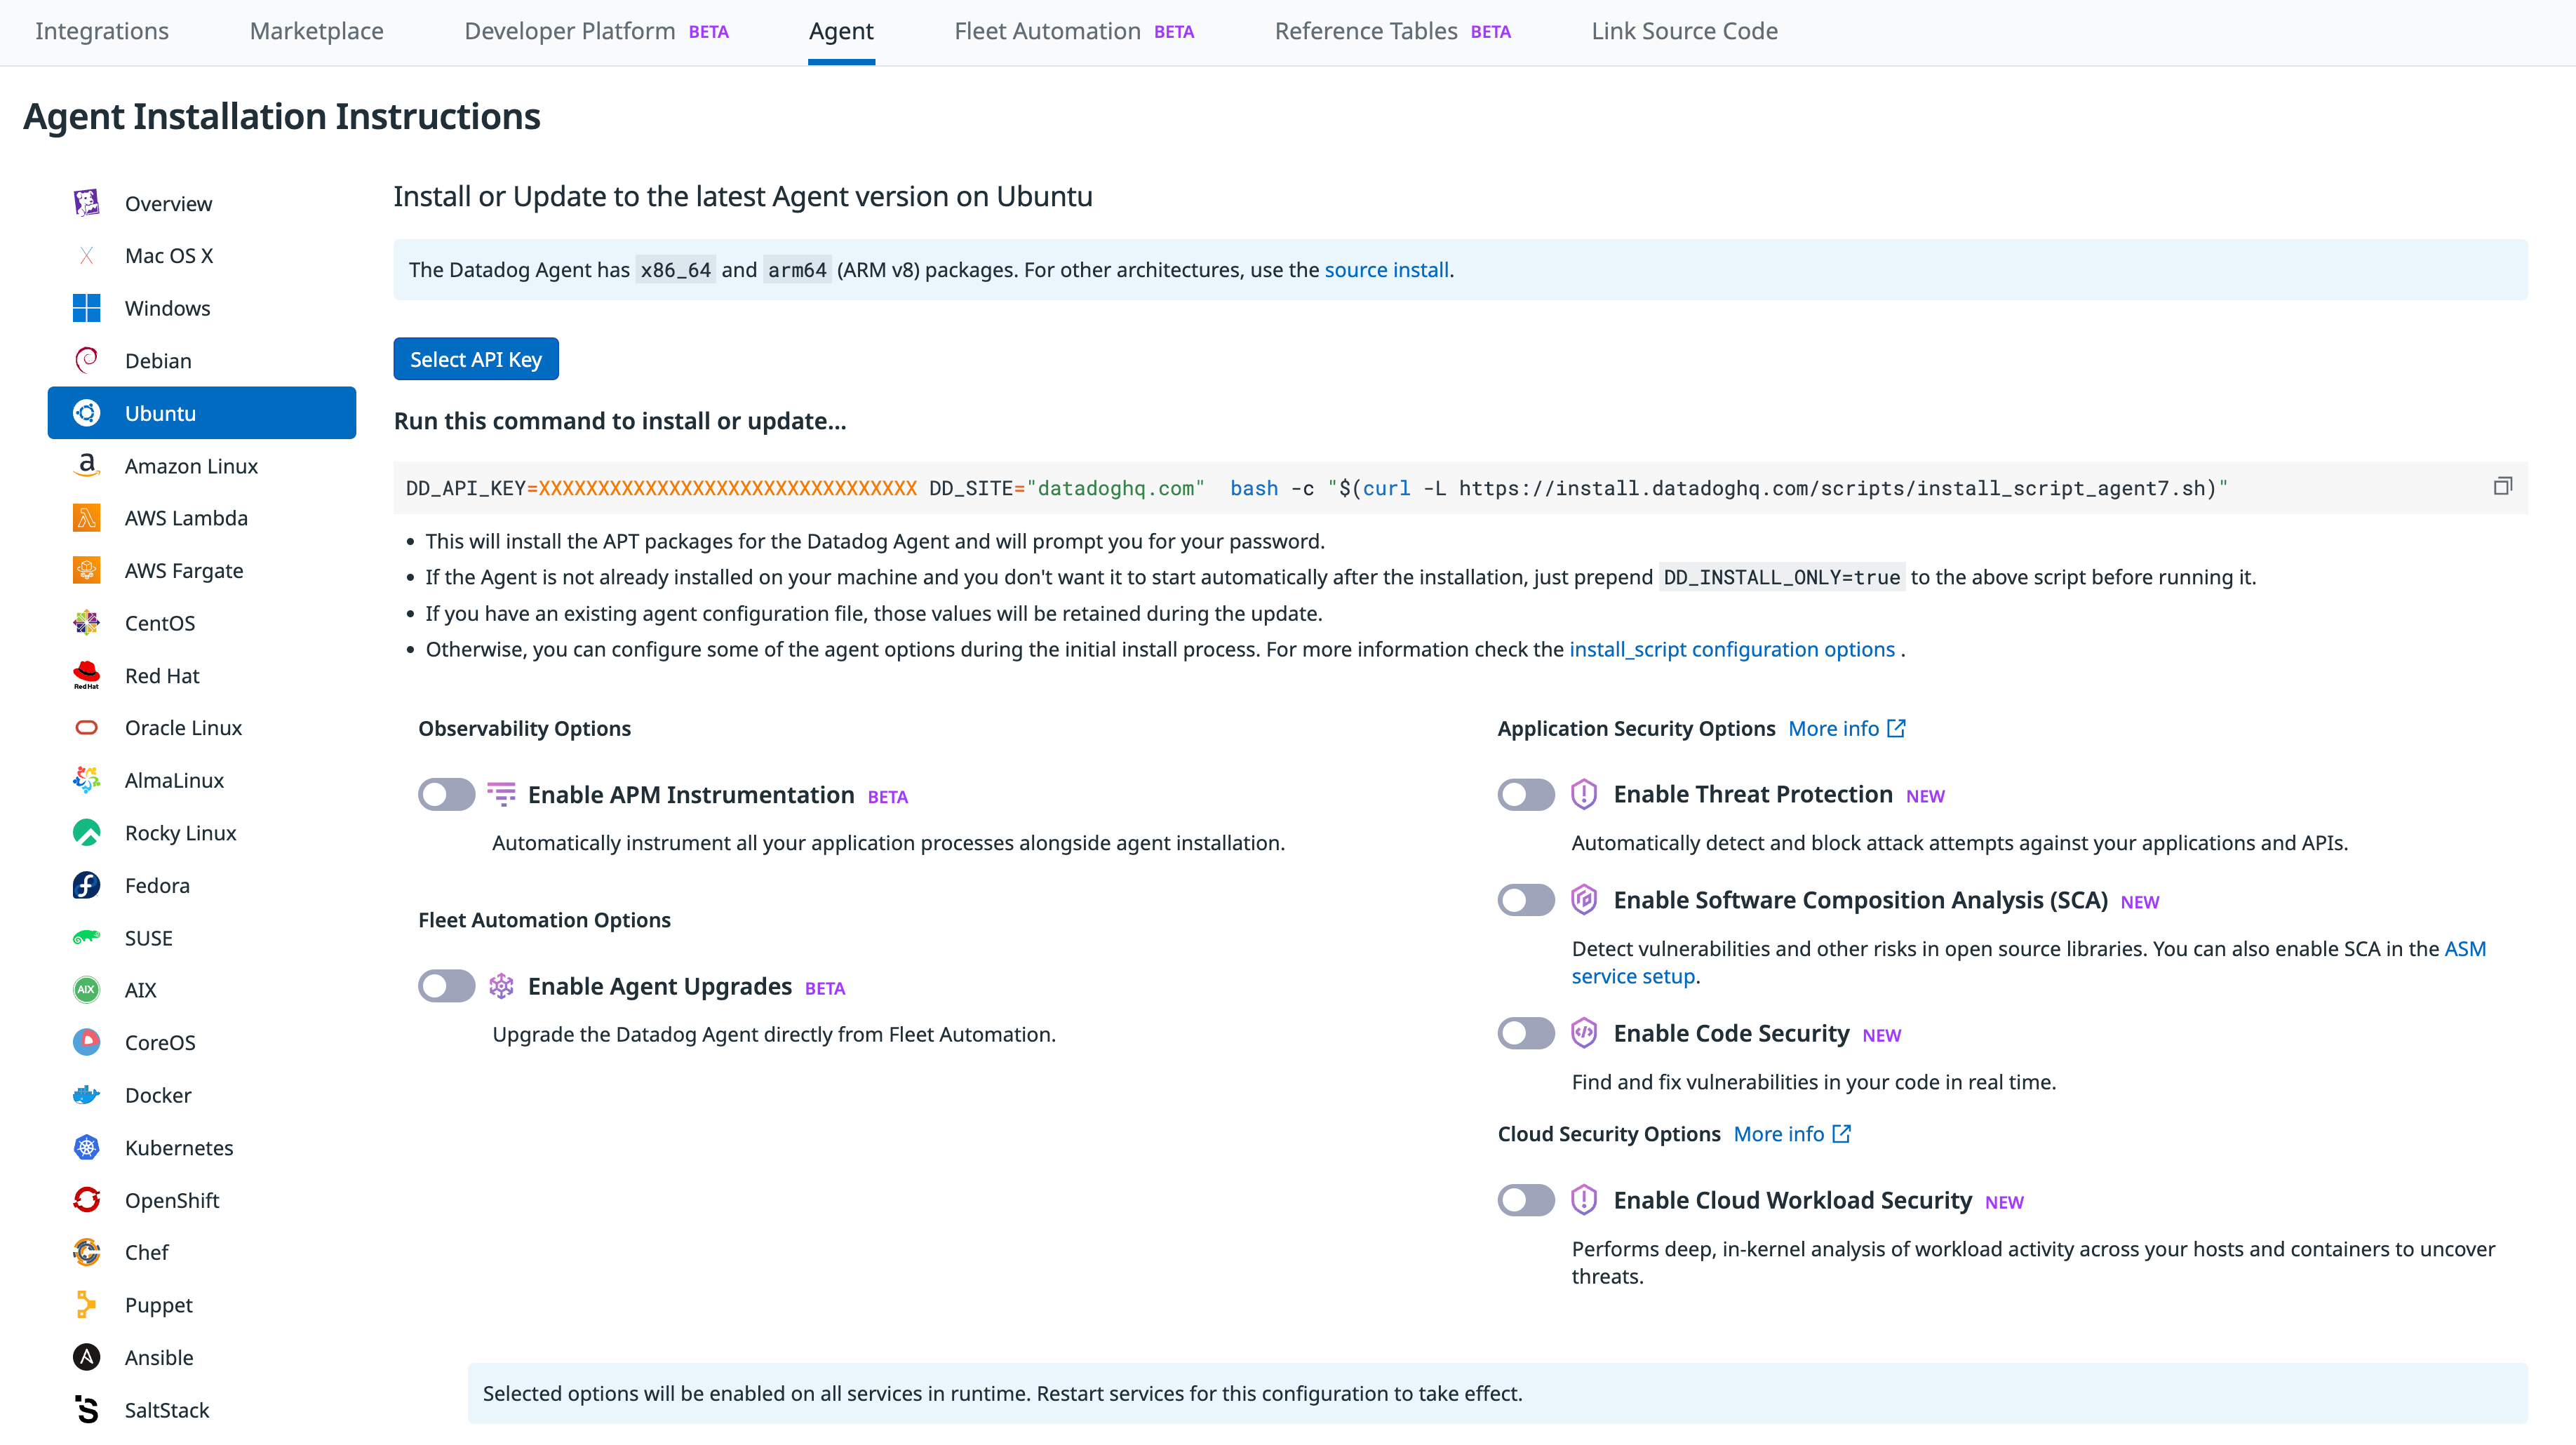 Integrations Marketplace Developer Platform BETA Agent Fleet Automation BETA Reference Tables BETA Link Source Code
Agent Installation Instructions
Overview
Mac OS X
Windows
Debian
Ubuntu
Amazon Linux
AWS Lambda
AWS Fargate
CentOS
Red Hat
Red Hat
Oracle Linux
AlmaLinux
Rocky Linux
Fedora
SUSE
AIX
AIX
CoreOS
Docker
Kubernetes
OpenShift
Chef
Puppet
Ansible
SaltStack
Install or Update to the latest Agent version on Ubuntu
The Datadog Agent has x86_64 and arm64 (ARM v8) packages. For other architectures, use the source install.
Select API Key
Run this command to install or update...
DD_API_KEY=XXXXXXXXXXXXXXXXXXXXXXXXXXXXXXXX DD_SITE="datadoghq.com" bash -c "$(curl -L https://install.datadoghq.com/scripts/install_script_agent7.sh)"
• This will install the APT packages for the Datadog Agent and will prompt you for your password.
• If the Agent is not already installed on your machine and you don't want it to start automatically after the installation, just prepend DD_INSTALL_ONLY=true to the above script before running it.
• If you have an existing agent configuration file, those values will be retained during the update.
• Otherwise, you can configure some of the agent options during the initial install process. For more information check the install_script configuration options .
Observability Options
Enable APM Instrumentation BETA
Automatically instrument all your application processes alongside agent installation.
Fleet Automation Options
Enable Agent Upgrades BETA
Upgrade the Datadog Agent directly from Fleet Automation.
Application Security Options More info
Enable Threat Protection NEW
Automatically detect and block attack attempts against your applications and APIs.
Enable Software Composition Analysis (SCA) NEW
Detect vulnerabilities and other risks in open source libraries. You can also enable SCA in the ASM
service setup.
Enable Code Security NEW
Find and fix vulnerabilities in your code in real time.
Cloud Security Options More info
Enable Cloud Workload Security NEW
Performs deep, in-kernel analysis of workload activity across your hosts and containers to uncover
threats.
Selected options will be enabled on all services in runtime. Restart services for this configuration to take effect.